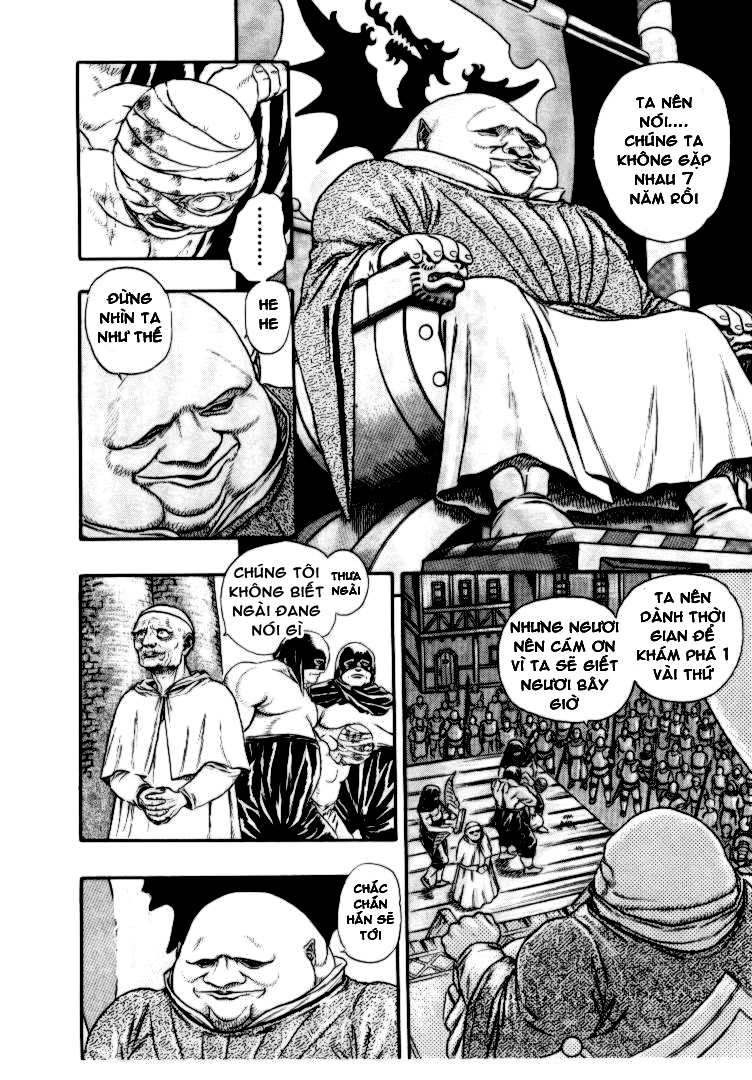 TA NÊN
NÓI....
CHÚNG TA
KHÔNG GẶP
NHAU 7
NĂM RỒI
........
HE
HE
ĐỪNG
NHÌN TA
NHƯ THẾ
TA NÊN
DÀNH THỜI
GIAN ĐỂ
KHÁM PHÁ 1
VÀI THỨ
NHƯNG NGƯƠI
NÊN CÁM ƠN
VÌ TA SẼ GIẾT
NGƯƠI BÂY
GIỜ
THƯA
NGÀI
CHÚNG TÔI
KHÔNG BIẾT
NGÀI ĐANG
NÓI GÌ
CHẮC
CHẮN
HẮN SẼ
TỚI